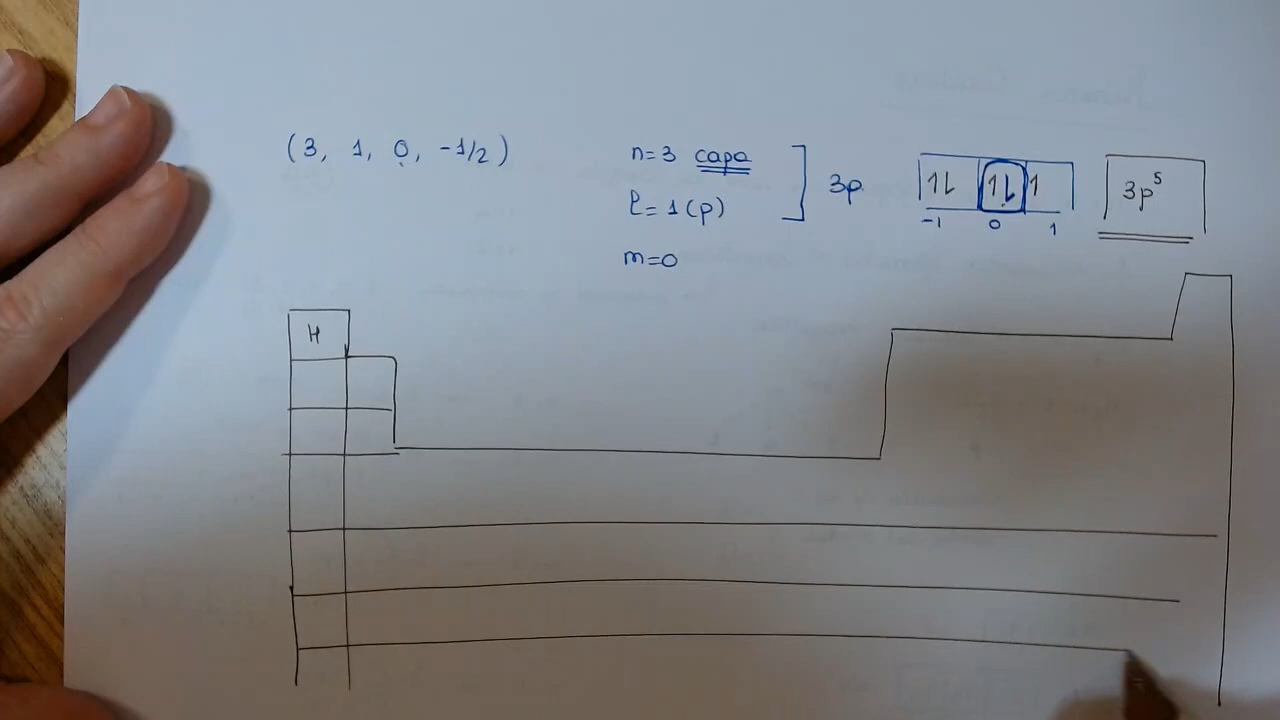 (3, 1, 0, -1/2)
n=3 capa
l=1(p)
m=0
3p
1⇂ 1⇂ 1
-1 0 1
3p⁵
H